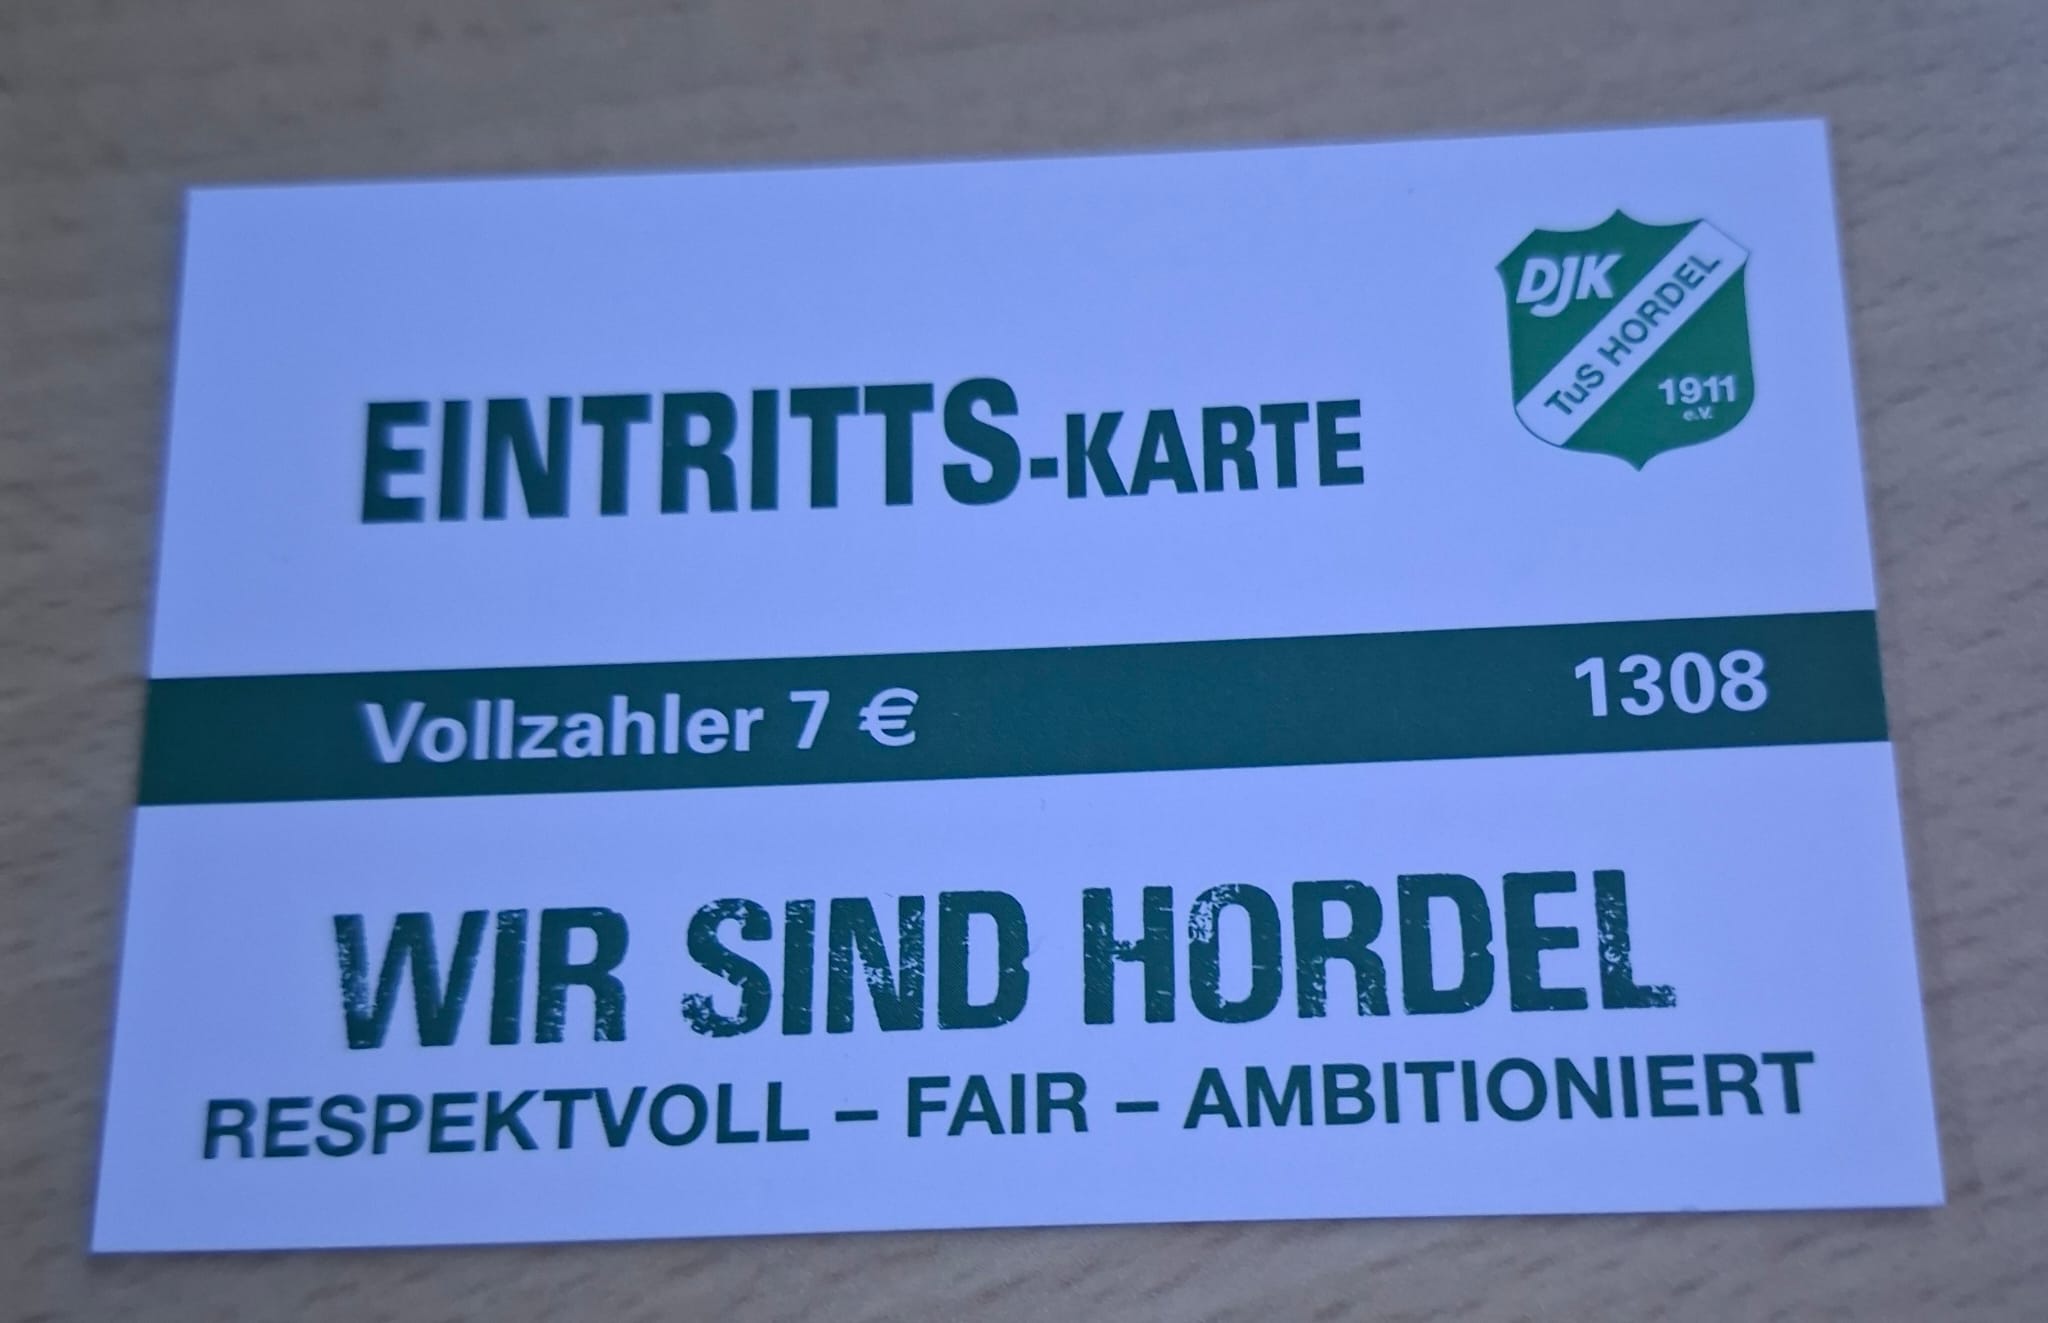 DJK
TuS HORDEL
1911
e.V.
EINTRITTS-KARTE
Vollzahler 7 € 1308
WIR SIND HORDEL
RESPEKTVOLL – FAIR – AMBITIONIERT